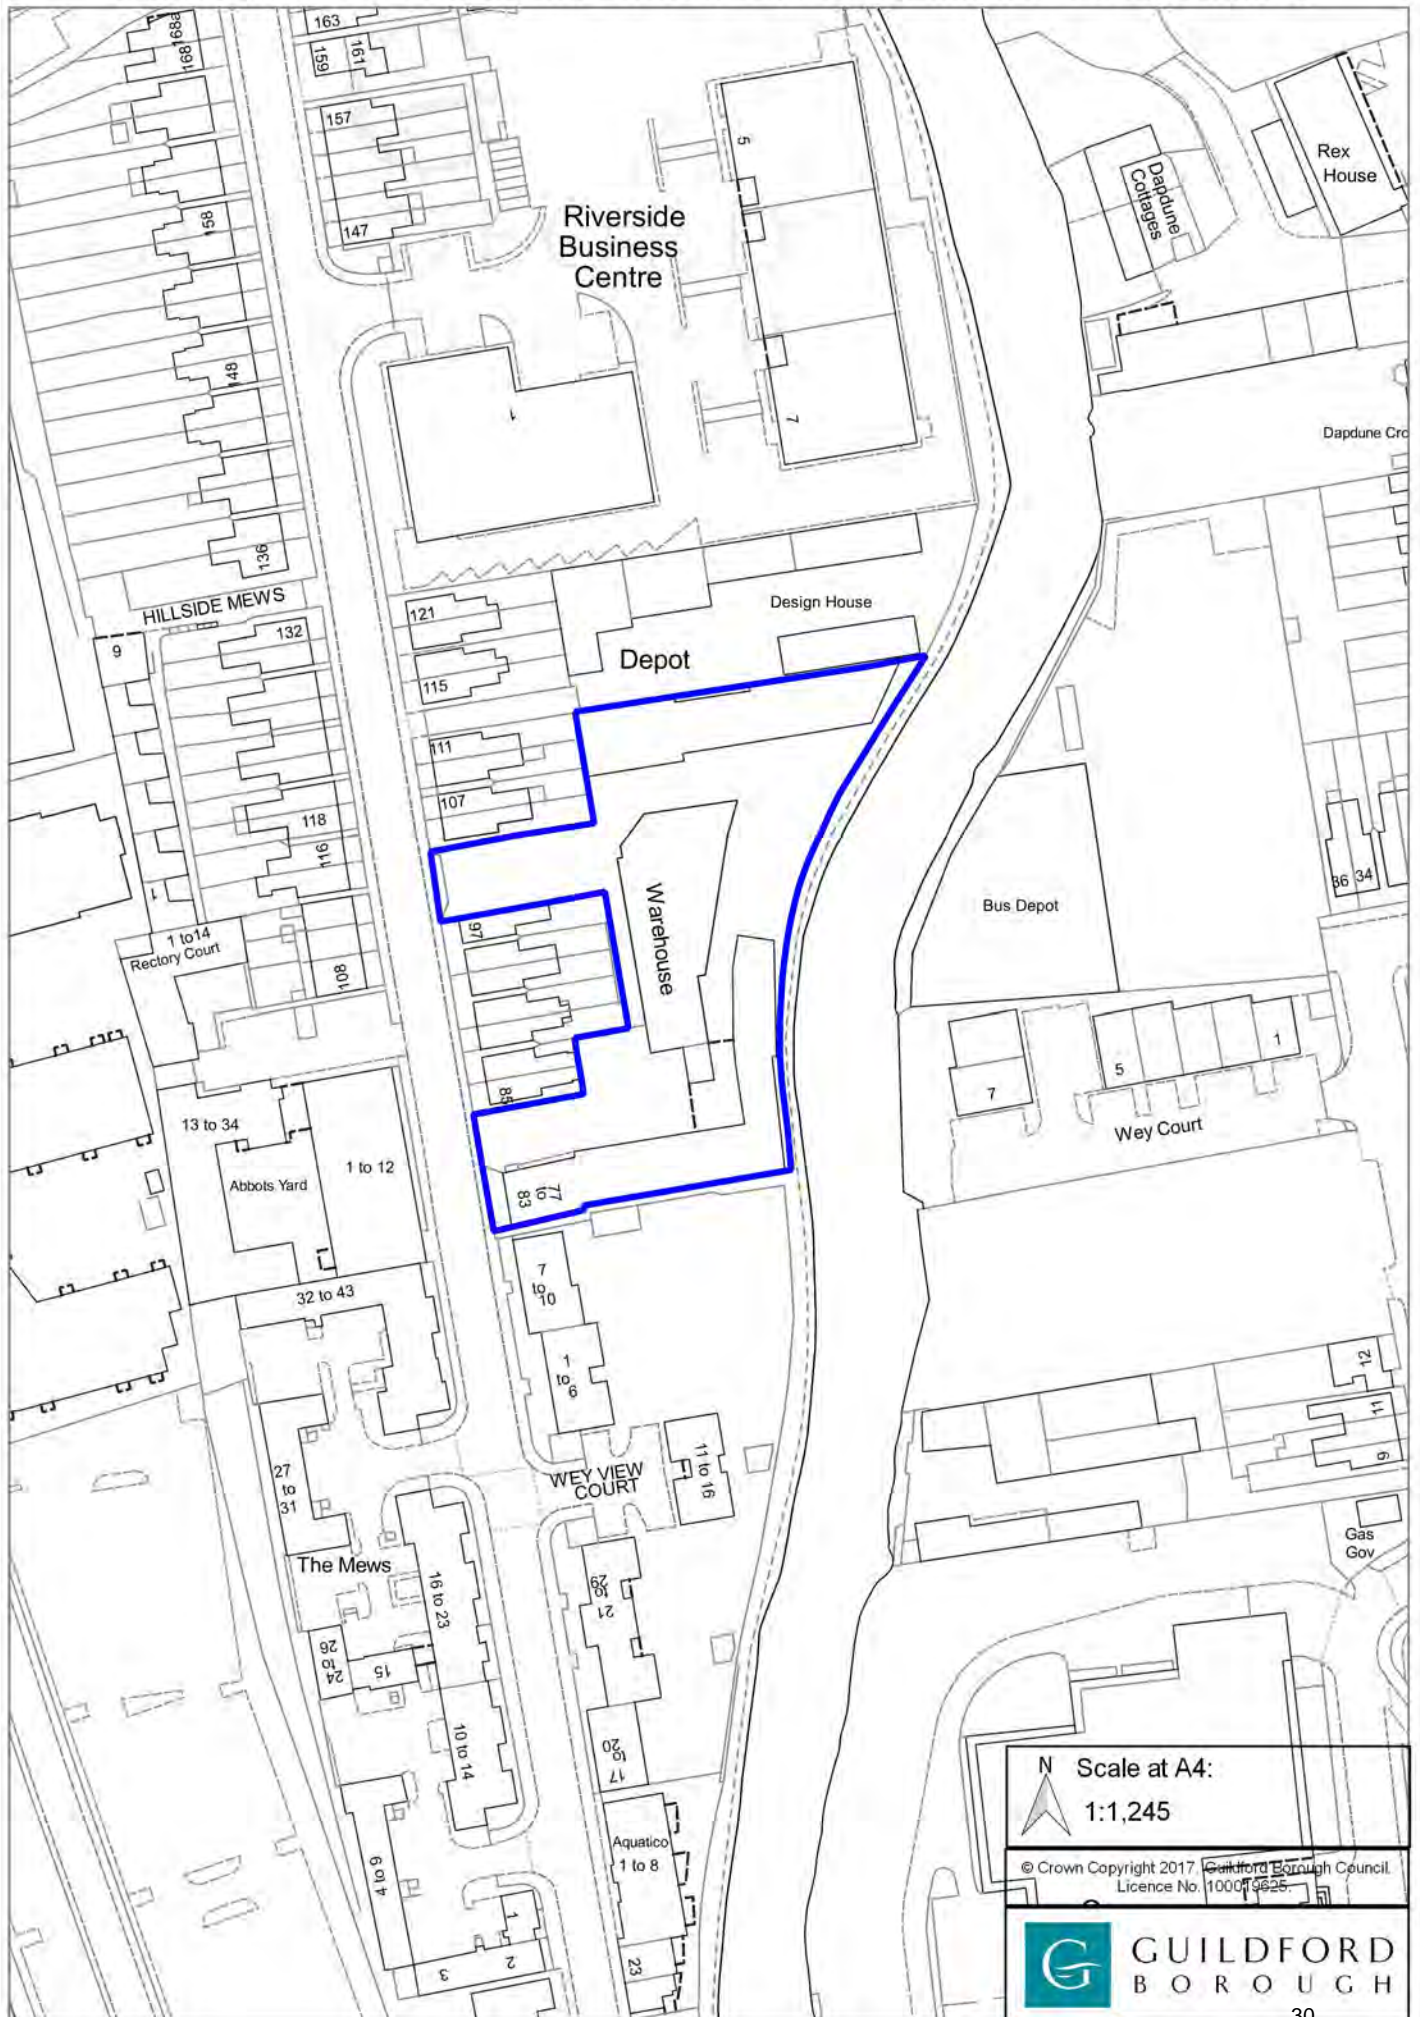 168a
168
163
159
161
157
147
158
148
136
5
7
1
Riverside
Business
Centre
Dapdune
Cottages
Rex
House
Dapdune Cro
HILLSIDE MEWS
9
132
121
115
111
107
Design House
Depot
118
116
1
1 to14
Rectory Court
108
97
Warehouse
Bus Depot
36
34
85
5
1
7
Wey Court
13 to 34
Abbots Yard
1 to 12
77
to
83
32 to 43
7
to
10
1
to
6
12
11
9
27
to
31
WEY VIEW
COURT
11 to 16
Gas
Gov
The Mews
16 to 23
29
to
21
26
to
24
15
10 to 14
20
to
17
Aquatico
1 to 8
4 to 9
1
2
3
23
N
Scale at A4:
1:1,245
© Crown Copyright 2017. Guildford Borough Council.
Licence No. 100019625.
G
GUILDFORD
BOROUGH
30